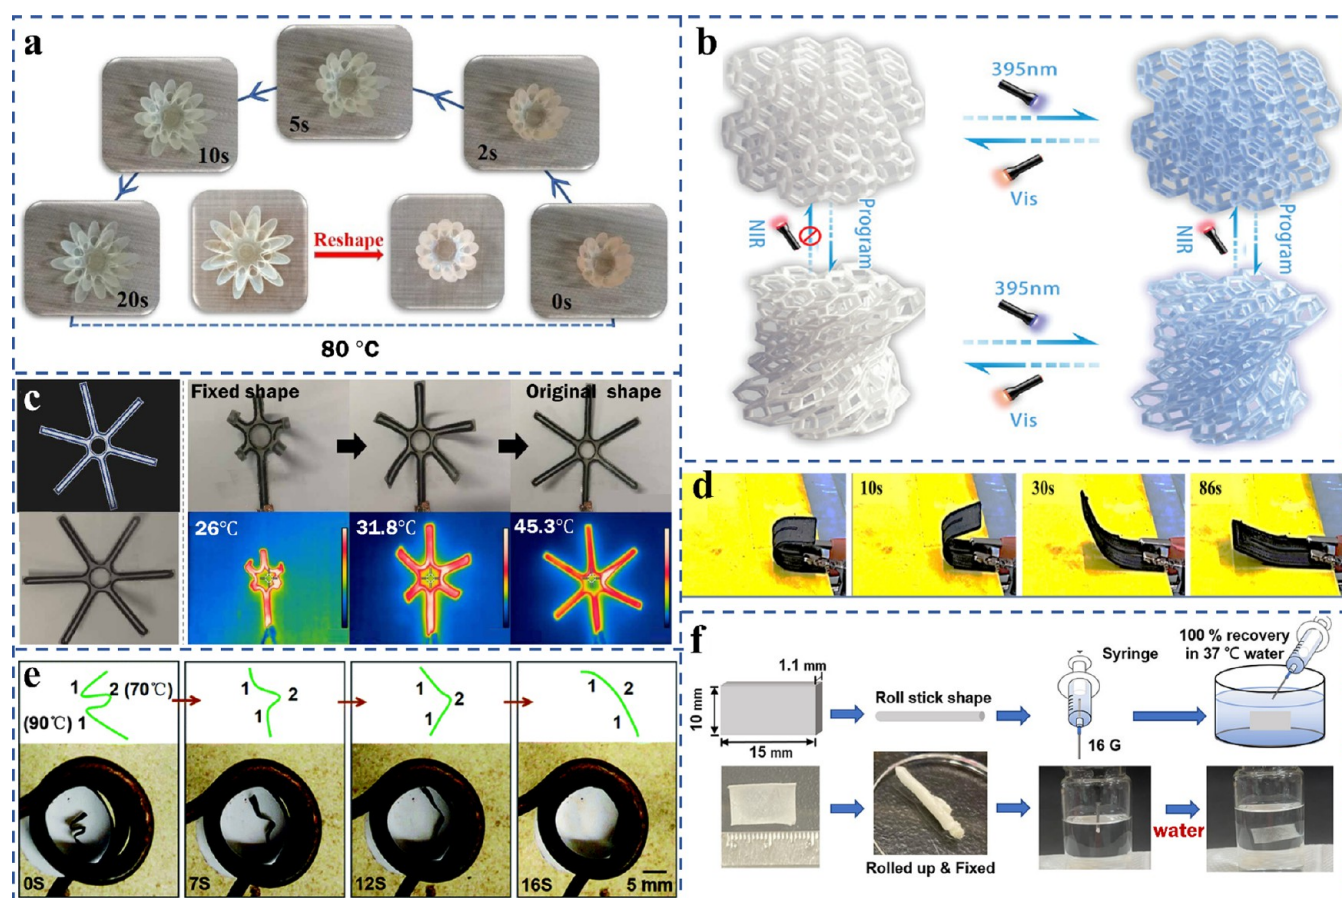 a
5s
10s
2s
20s
Reshape
0s
80 °C
b
395nm
Vis
NIR
Program
NIR
Program
395nm
Vis
c
Fixed shape
Original shape
26℃
31.8℃
45.3℃
d
10s
30s
86s
e
1
2 (70℃)
(90℃)
1
1
2
1
2
1
2
1
1
0S
7S
12S
16S
5 mm
f
1.1 mm
10 mm
15 mm
Roll stick shape
Syringe
16 G
100 % recovery
in 37 ℃ water
Rolled up & Fixed
water